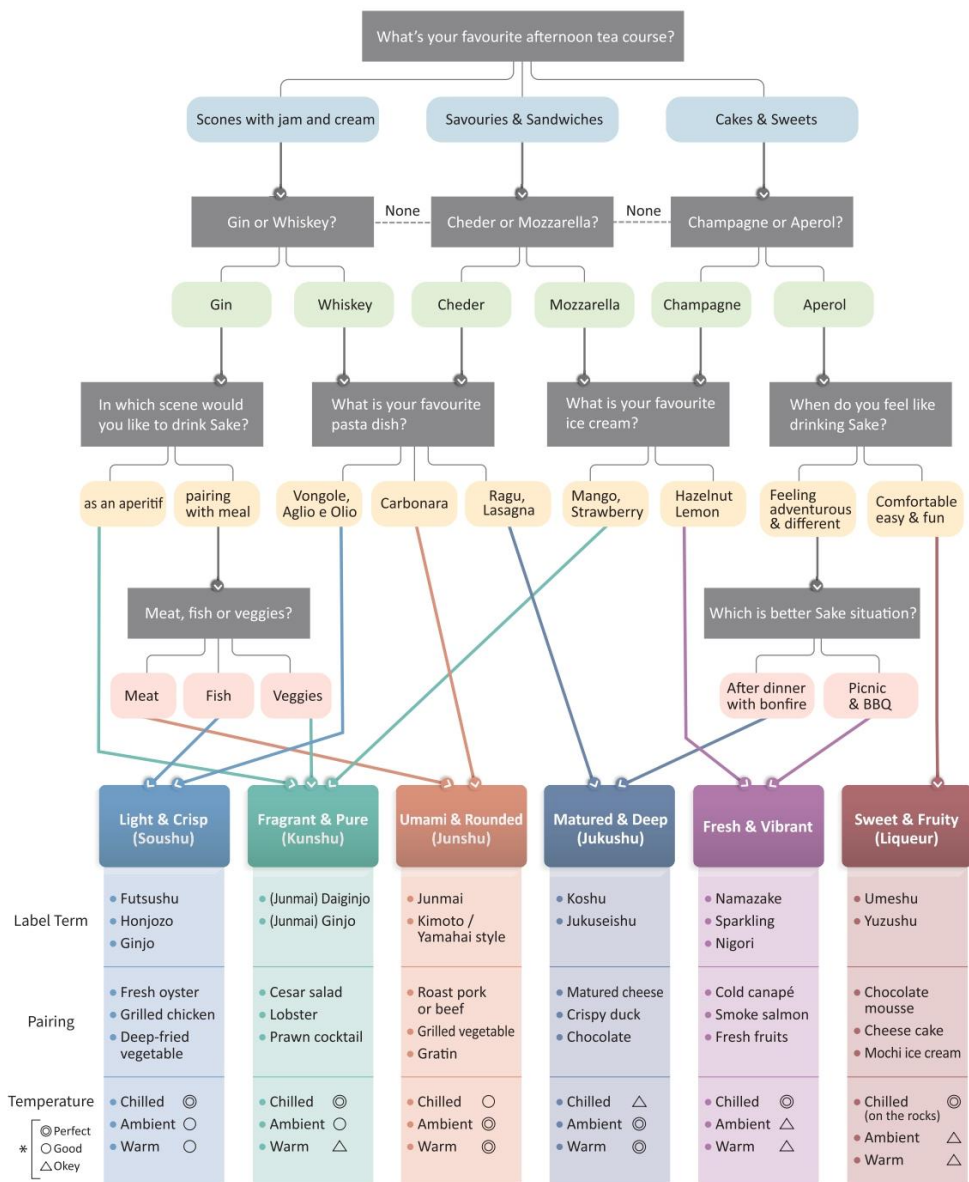 What's your favourite afternoon tea course?
Scones with jam and cream
Savouries & Sandwiches
Cakes & Sweets
Gin or Whiskey?
None
Cheder or Mozzarella?
None
Champagne or Aperol?
Gin
Whiskey
Cheder
Mozzarella
Champagne
Aperol
In which scene would
you like to drink Sake?
What is your favourite
pasta dish?
What is your favourite
ice cream?
When do you feel like
drinking Sake?
as an aperitif
pairing
with meal
Vongole,
Aglio e Olio
Carbonara
Ragu,
Lasagna
Mango,
Strawberry
Hazelnut
Lemon
Feeling
adventurous
& different
Comfortable
easy & fun
Meat, fish or veggies?
Which is better Sake situation?
Meat
Fish
Veggies
After dinner
with bonfire
Picnic
& BBQ
Light & Crisp
(Soushu)
Fragrant & Pure
(Kunshu)
Umami & Rounded
(Junshu)
Matured & Deep
(Jukushu)
Fresh & Vibrant
Sweet & Fruity
(Liqueur)
Label Term
• Futsushu
• Honjozo
• Ginjo
• (Junmai) Daiginjo
• (Junmai) Ginjo
• Junmai
• Kimoto /
Yamahai style
• Koshu
• Jukuseishu
• Namazake
• Sparkling
• Nigori
• Umeshu
• Yuzushu
Pairing
• Fresh oyster
• Grilled chicken
• Deep-fried
vegetable
• Cesar salad
• Lobster
• Prawn cocktail
• Roast pork
or beef
• Grilled vegetable
• Gratin
• Matured cheese
• Crispy duck
• Chocolate
• Cold canapé
• Smoke salmon
• Fresh fruits
• Chocolate
mousse
• Cheese cake
• Mochi ice cream
Temperature
* ◎ Perfect
○ Good
△ Okey
• Chilled ◎
• Ambient ○
• Warm ○
• Chilled ◎
• Ambient ○
• Warm △
• Chilled ○
• Ambient ◎
• Warm ◎
• Chilled △
• Ambient ◎
• Warm ◎
• Chilled ◎
• Ambient △
• Warm △
• Chilled ◎
(on the rocks)
• Ambient △
• Warm △